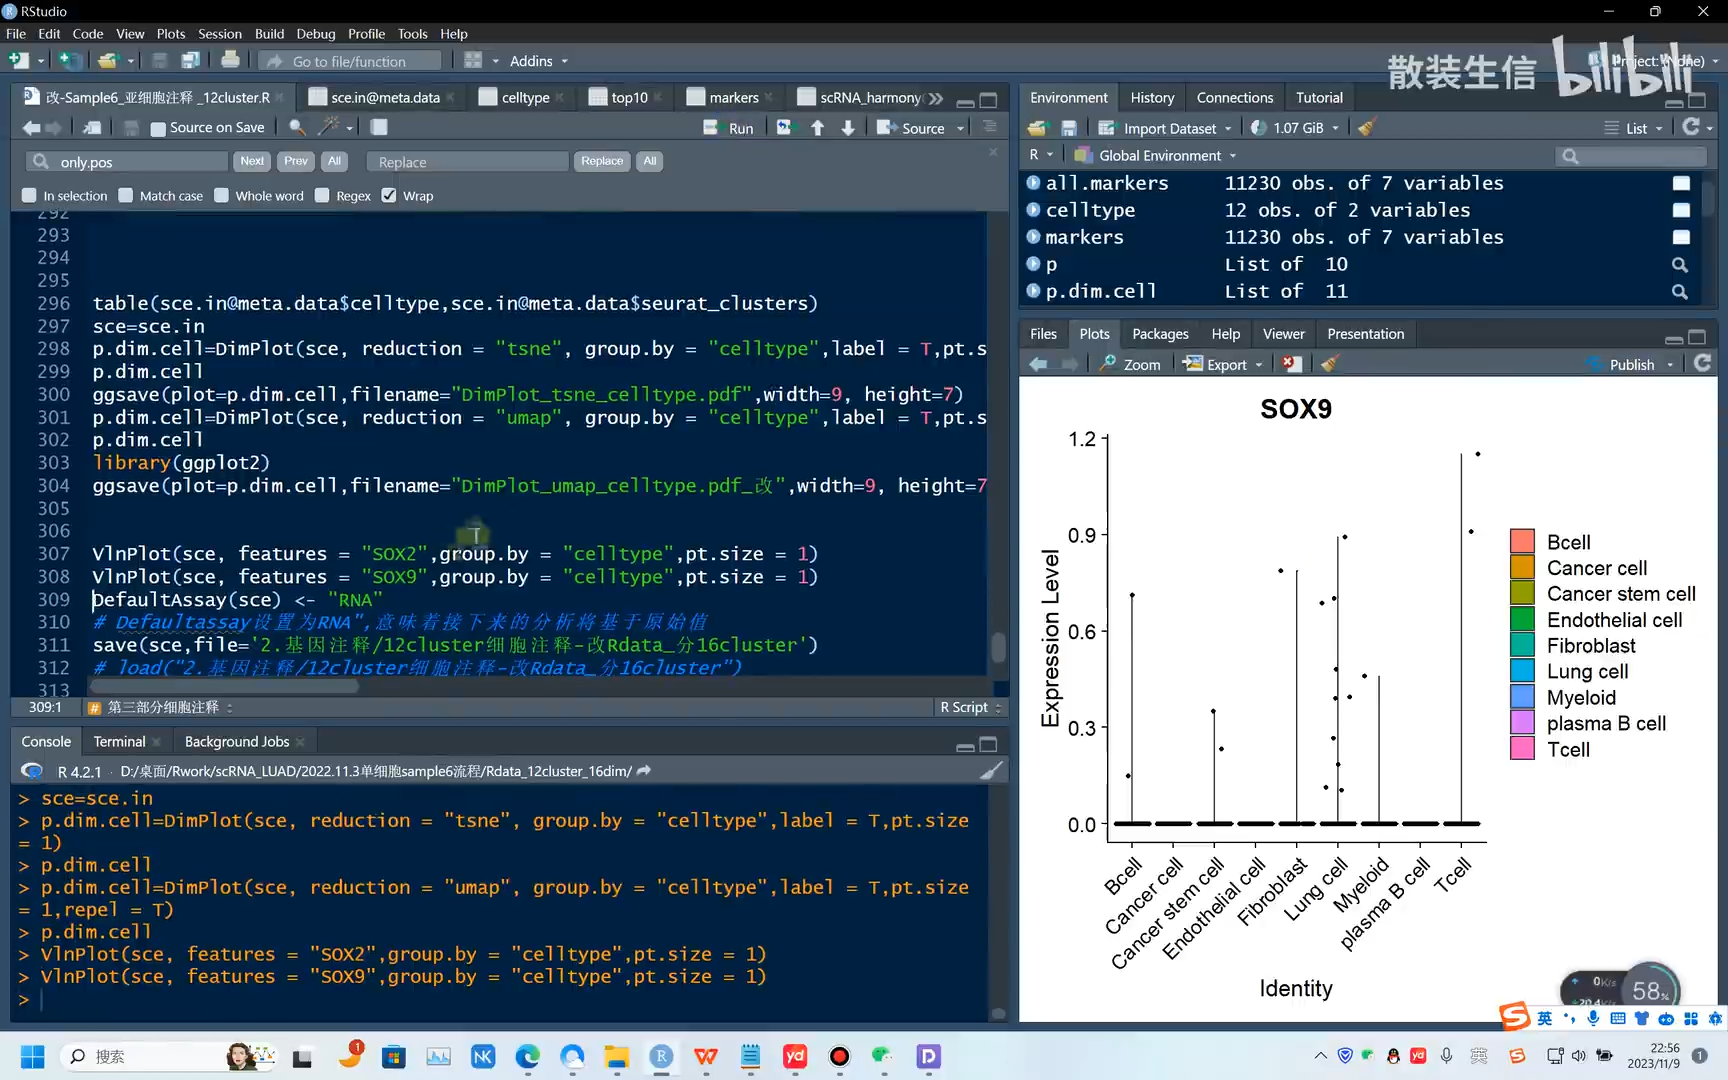 RStudio
File Edit Code View Plots Session Build Debug Profile Tools Help
Go to file/function
Addins
Project: (None)
散装生信 bilibili
改-Sample6_亚细胞注释 _12cluster.R
sce.in@meta.data
celltype
top10
markers
scRNA_harmony
Source on Save
Run
Source
only.pos
Next
Prev
All
Replace
Replace
All
In selection
Match case
Whole word
Regex
Wrap
292
293
294
295
296 table(sce.in@meta.data$celltype,sce.in@meta.data$seurat_clusters)
297 sce=sce.in
298 p.dim.cell=DimPlot(sce, reduction = "tsne", group.by = "celltype",label = T,pt.s
299 p.dim.cell
300 ggsave(plot=p.dim.cell,filename="DimPlot_tsne_celltype.pdf",width=9, height=7)
301 p.dim.cell=DimPlot(sce, reduction = "umap", group.by = "celltype",label = T,pt.s
302 p.dim.cell
303 library(ggplot2)
304 ggsave(plot=p.dim.cell,filename="DimPlot_umap_celltype.pdf_改",width=9, height=7
305
306
307 VlnPlot(sce, features = "SOX2",group.by = "celltype",pt.size = 1)
308 VlnPlot(sce, features = "SOX9",group.by = "celltype",pt.size = 1)
309 DefaultAssay(sce) <- "RNA"
310 # Defaultassay设置为RNA",意味着接下来的分析将基于原始值
311 save(sce,file='2.基因注释/12cluster细胞注释-改Rdata_分16cluster')
312 # load("2.基因注释/12cluster细胞注释-改Rdata_分16cluster")
313
309:1
第三部分细胞注释
R Script
Console
Terminal
Background Jobs
R 4.2.1 · D:/桌面/Rwork/scRNA_LUAD/2022.11.3单细胞sample6流程/Rdata_12cluster_16dim/
> sce=sce.in
> p.dim.cell=DimPlot(sce, reduction = "tsne", group.by = "celltype",label = T,pt.size
= 1)
> p.dim.cell
> p.dim.cell=DimPlot(sce, reduction = "umap", group.by = "celltype",label = T,pt.size
= 1,repel = T)
> p.dim.cell
> VlnPlot(sce, features = "SOX2",group.by = "celltype",pt.size = 1)
> VlnPlot(sce, features = "SOX9",group.by = "celltype",pt.size = 1)
>
Environment
History
Connections
Tutorial
Import Dataset
1.07 GiB
List
R
Global Environment
all.markers 11230 obs. of 7 variables
celltype 12 obs. of 2 variables
markers 11230 obs. of 7 variables
p List of 10
p.dim.cell List of 11
Files
Plots
Packages
Help
Viewer
Presentation
Zoom
Export
Publish
SOX9
Expression Level
1.2
0.9
0.6
0.3
0.0
Bcell
Cancer cell
Cancer stem cell
Endothelial cell
Fibroblast
Lung cell
Myeloid
plasma B cell
Tcell
Identity
Bcell
Cancer cell
Cancer stem cell
Endothelial cell
Fibroblast
Lung cell
Myeloid
plasma B cell
Tcell
0K/s
20.4K/s
58%
英
搜索
1
NK
R
yd
D
yd
英
22:56
2023/11/9
1